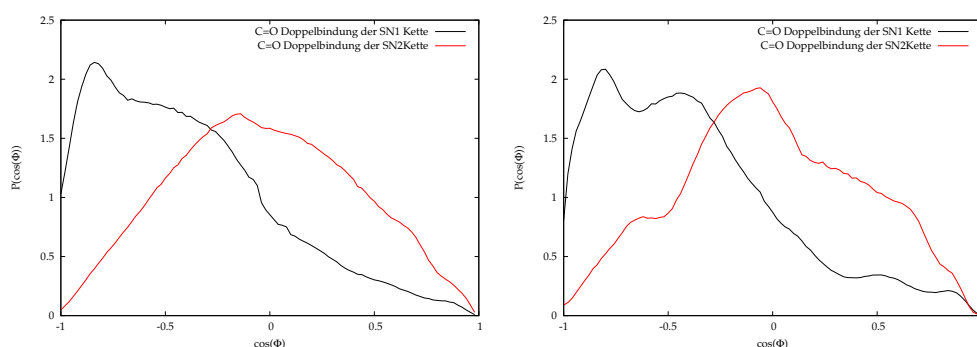 2.5
2
1.5
1
0.5
0
P(cos(Φ))
-1
-0.5
0
0.5
1
cos(Φ)
C=O Doppelbindung der SN1 Kette
C=O Doppelbindung der SN2Kette
2.5
2
1.5
1
0.5
0
P(cos(Φ))
-1
-0.5
0
0.5
cos(Φ)
C=O Doppelbindung der SN1 Kette
C=O Doppelbindung der SN2Kette